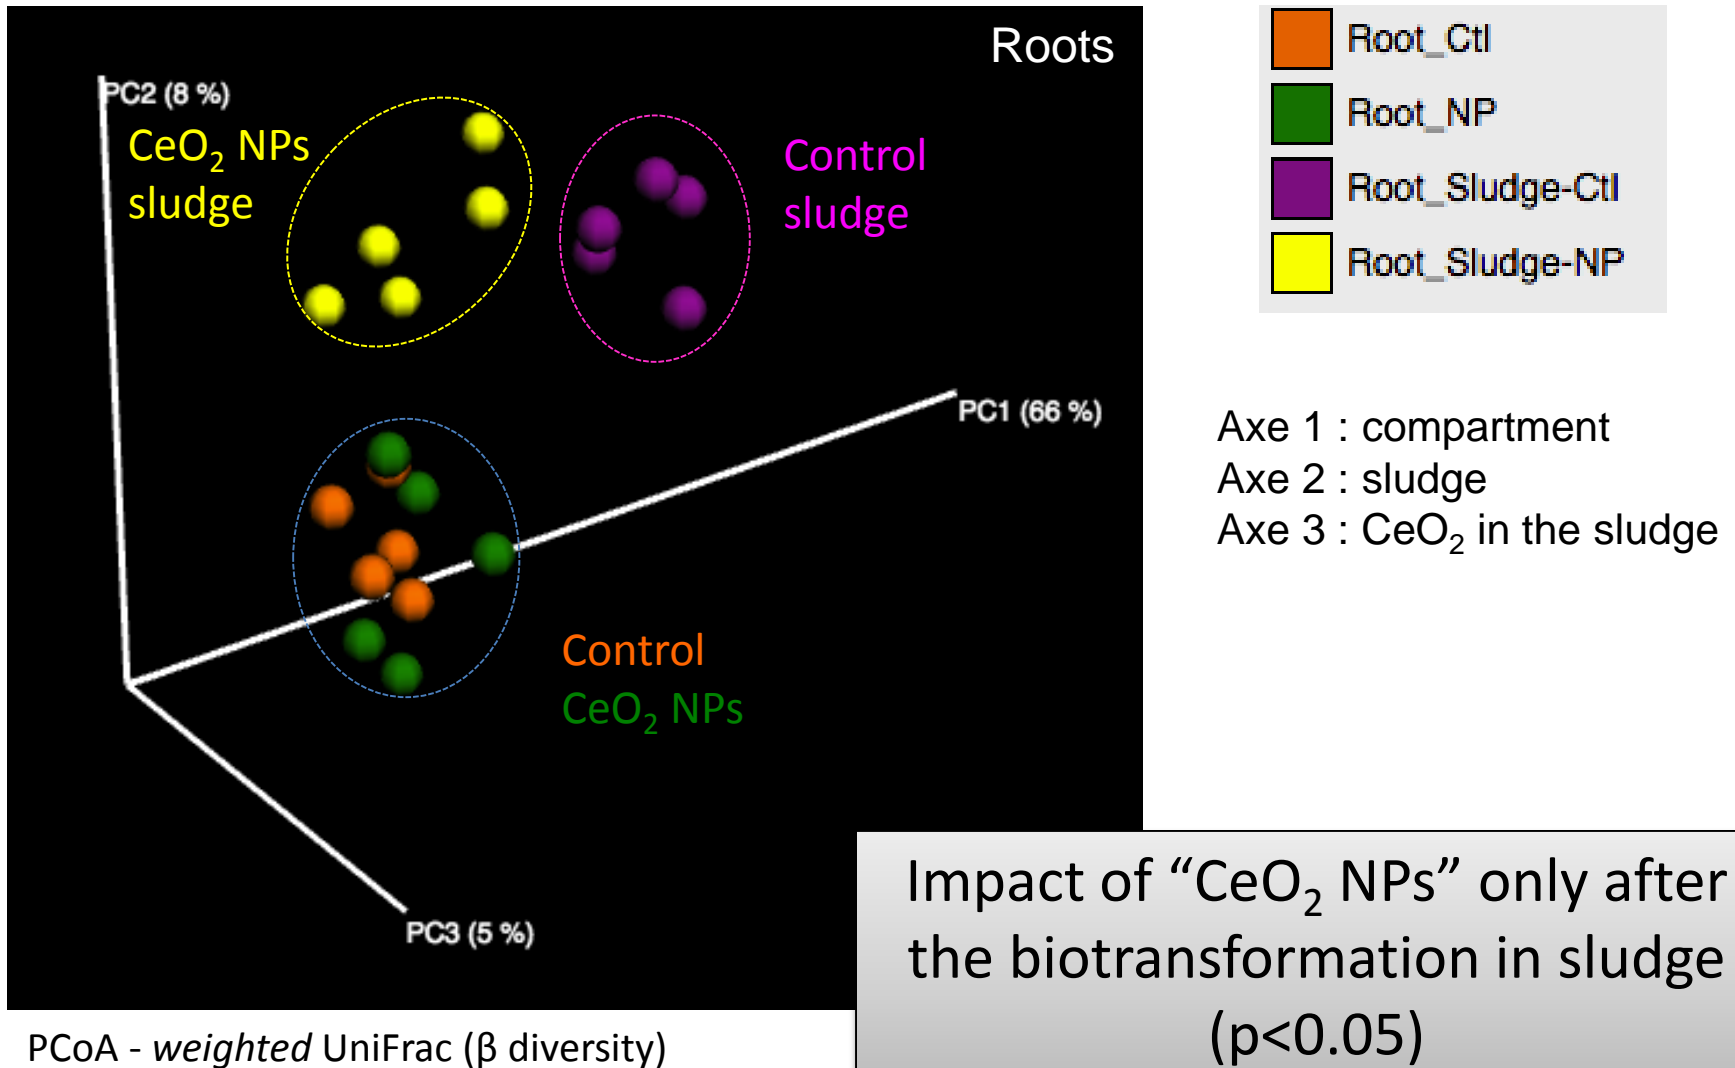 Roots
PC2 (8 %)
CeO₂ NPs
sludge
Control
sludge
PC1 (66 %)
Control
CeO₂ NPs
PC3 (5 %)
PCoA - weighted UniFrac (β diversity)
Root_Ctl
Root_NP
Root_Sludge-Ctl
Root_Sludge-NP
Axe 1 : compartment
Axe 2 : sludge
Axe 3 : CeO₂ in the sludge
Impact of “CeO₂ NPs” only after
the biotransformation in sludge
(p<0.05)